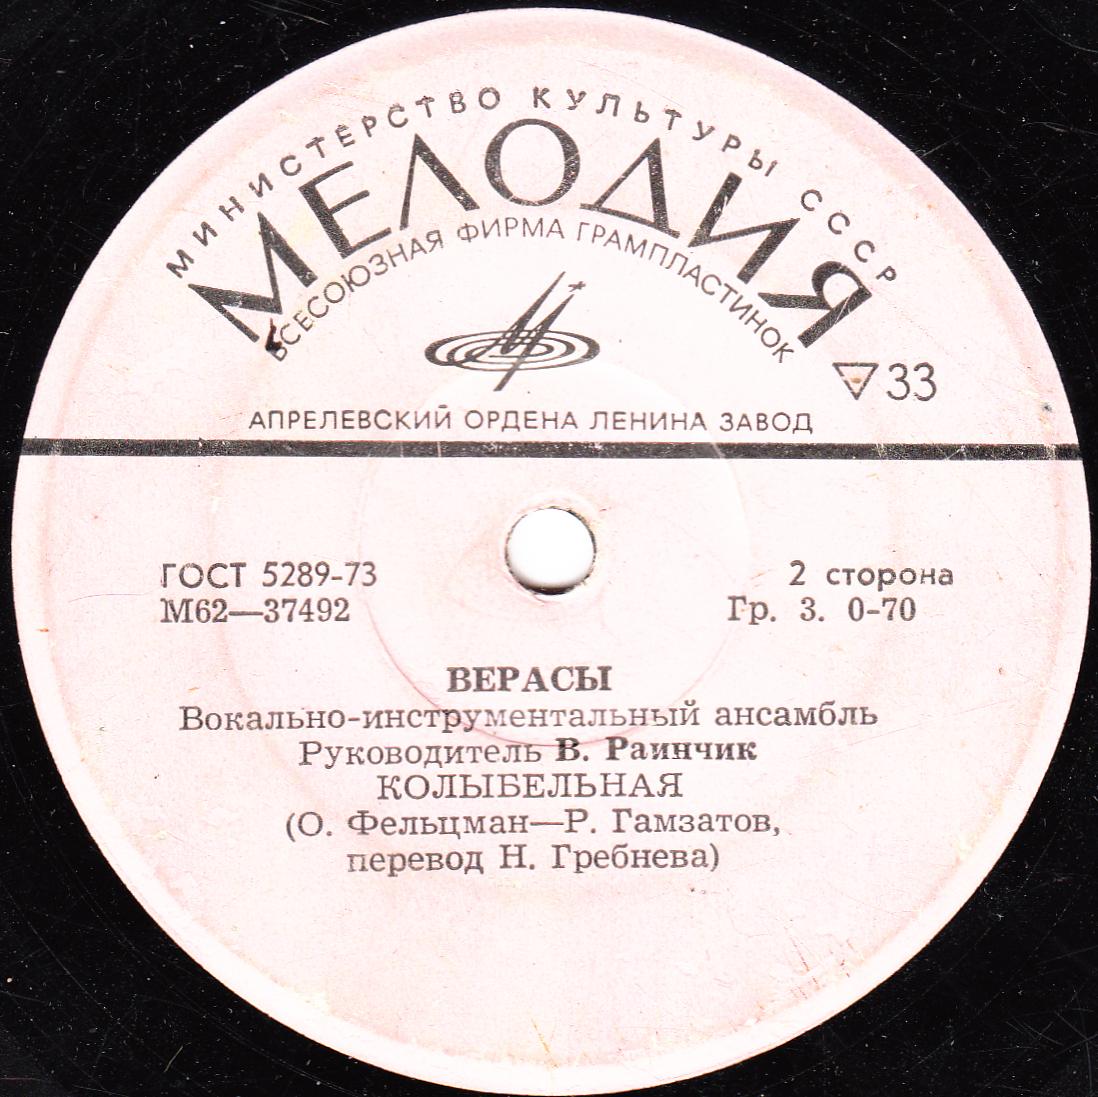 МИНИСТЕРСТВО КУЛЬТУРЫ СССР
МЕЛОДИЯ
ВСЕСОЮЗНАЯ ФИРМА ГРАМПЛАСТИНОК
33
АПРЕЛЕВСКИЙ ОРДЕНА ЛЕНИНА ЗАВОД
ГОСТ 5289-73
2 сторона
М62—37492
Гр. 3. 0-70
ВЕРАСЫ
Вокально-инструментальный ансамбль
Руководитель В. Раинчик
КОЛЫБЕЛЬНАЯ
(О. Фельцман—Р. Гамзатов,
перевод Н. Гребнева)